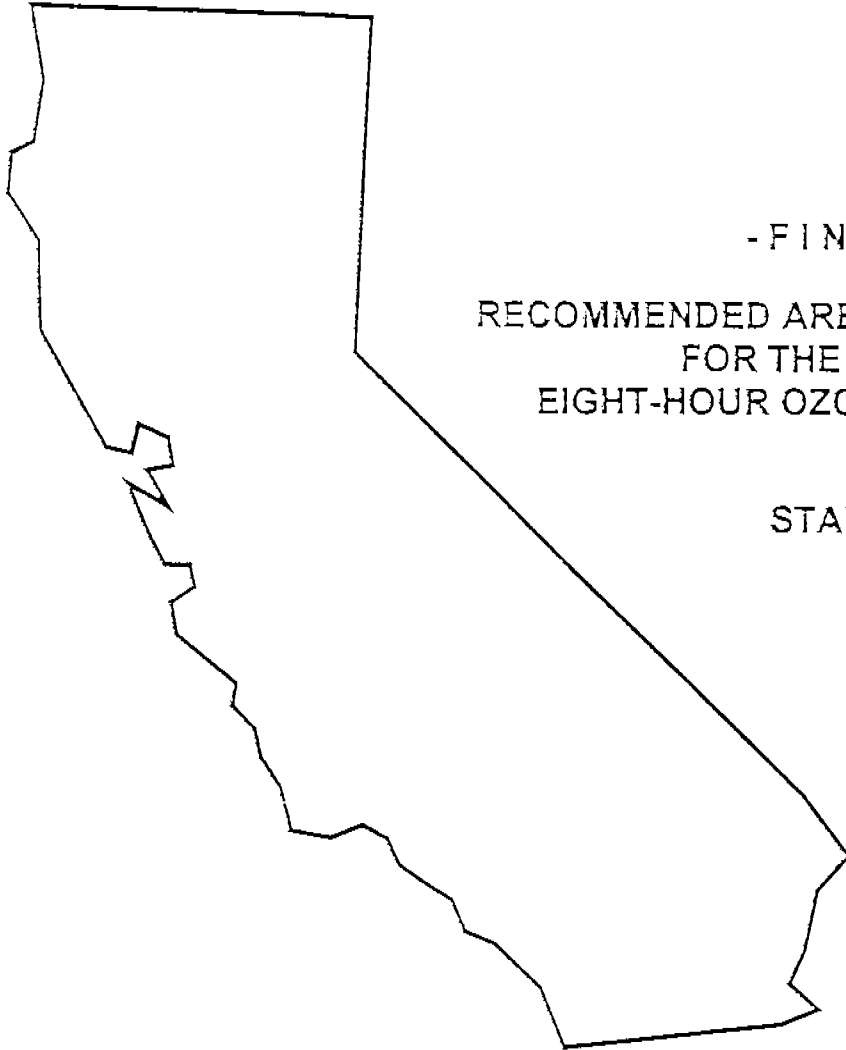 - F I N
RECOMMENDED ARE
FOR THE
EIGHT-HOUR OZO
STA